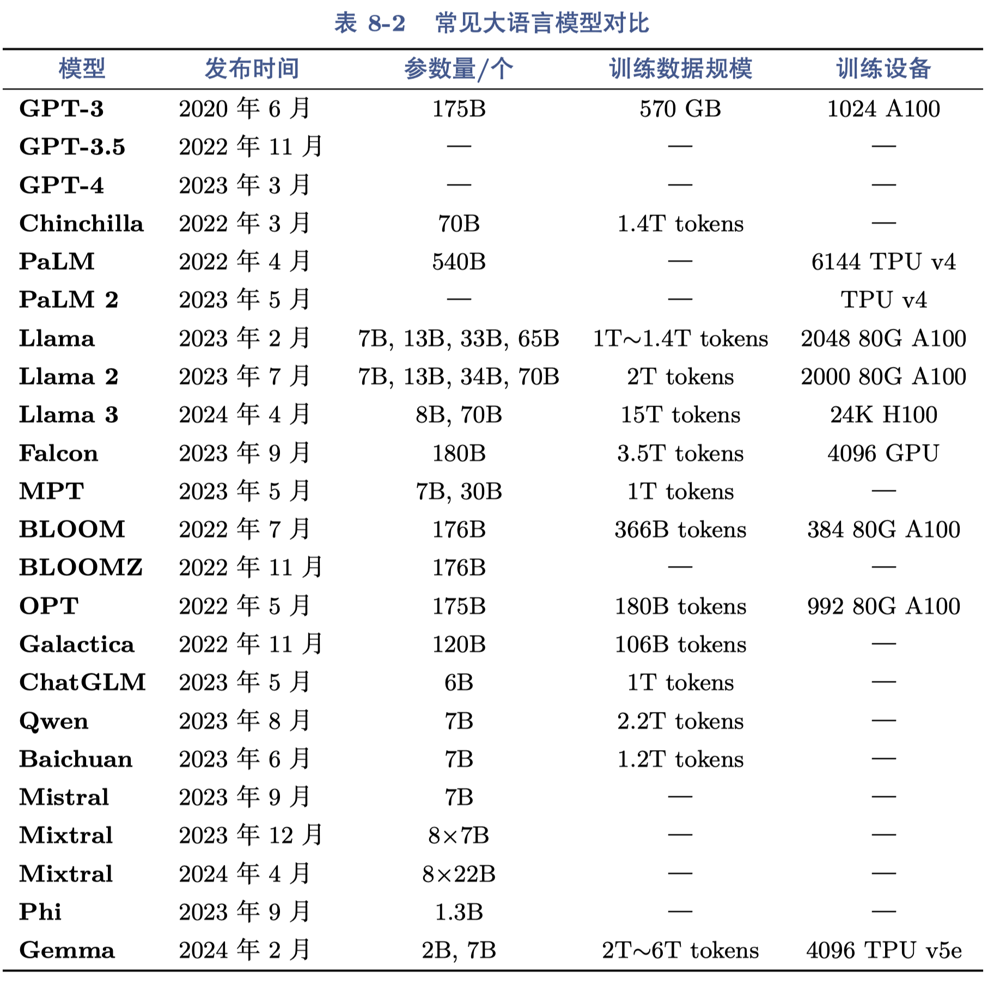 表 8-2 常见大语言模型对比
模型 发布时间 参数量/个 训练数据规模 训练设备
GPT-3 2020 年 6 月 175B 570 GB 1024 A100
GPT-3.5 2022 年 11 月 — — —
GPT-4 2023 年 3 月 — — —
Chinchilla 2022 年 3 月 70B 1.4T tokens —
PaLM 2022 年 4 月 540B — 6144 TPU v4
PaLM 2 2023 年 5 月 — — TPU v4
Llama 2023 年 2 月 7B, 13B, 33B, 65B 1T~1.4T tokens 2048 80G A100
Llama 2 2023 年 7 月 7B, 13B, 34B, 70B 2T tokens 2000 80G A100
Llama 3 2024 年 4 月 8B, 70B 15T tokens 24K H100
Falcon 2023 年 9 月 180B 3.5T tokens 4096 GPU
MPT 2023 年 5 月 7B, 30B 1T tokens —
BLOOM 2022 年 7 月 176B 366B tokens 384 80G A100
BLOOMZ 2022 年 11 月 176B — —
OPT 2022 年 5 月 175B 180B tokens 992 80G A100
Galactica 2022 年 11 月 120B 106B tokens —
ChatGLM 2023 年 5 月 6B 1T tokens —
Qwen 2023 年 8 月 7B 2.2T tokens —
Baichuan 2023 年 6 月 7B 1.2T tokens —
Mistral 2023 年 9 月 7B — —
Mixtral 2023 年 12 月 8×7B — —
Mixtral 2024 年 4 月 8×22B — —
Phi 2023 年 9 月 1.3B — —
Gemma 2024 年 2 月 2B, 7B 2T~6T tokens 4096 TPU v5e